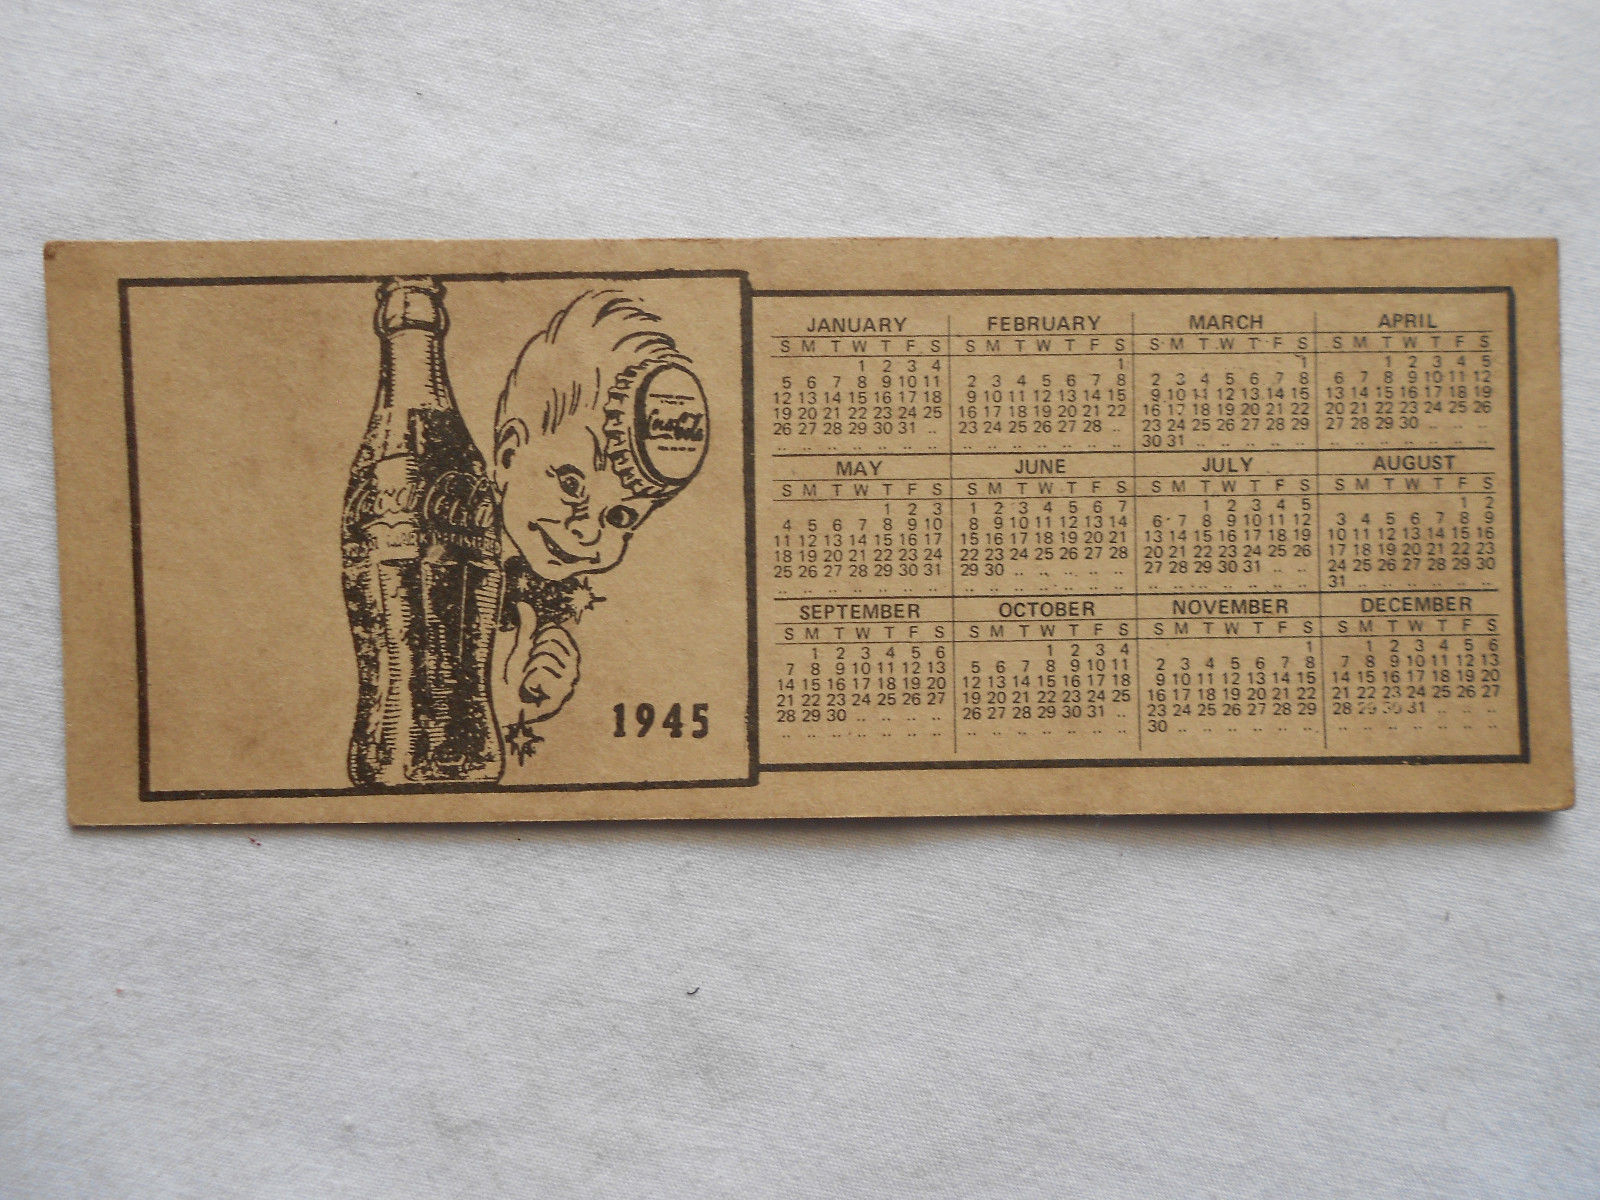 Coca-Cola
Coca-Cola
1945
JANUARY
S M T W T F S
1 2 3 4
5 6 7 8 9 10 11
12 13 14 15 16 17 18
19 20 21 22 23 24 25
26 27 28 29 30 31
FEBRUARY
S M T W T F S
1
2 3 4 5 6 7 8
9 10 11 12 13 14 15
16 17 18 19 20 21 22
23 24 25 26 27 28
MARCH
S M T W T F S
1
2 3 4 5 6 7 8
9 10 11 12 13 14 15
16 17 18 19 20 21 22
23 24 25 26 27 28 29
30 31
APRIL
S M T W T F S
1 2 3 4 5
6 7 8 9 10 11 12
13 14 15 16 17 18 19
20 21 22 23 24 25 26
27 28 29 30
MAY
S M T W T F S
1 2 3
4 5 6 7 8 9 10
11 12 13 14 15 16 17
18 19 20 21 22 23 24
25 26 27 28 29 30 31
JUNE
S M T W T F S
1 2 3 4 5 6 7
8 9 10 11 12 13 14
15 16 17 18 19 20 21
22 23 24 25 26 27 28
29 30
JULY
S M T W T F S
1 2 3 4 5
6 7 8 9 10 11 12
13 14 15 16 17 18 19
20 21 22 23 24 25 26
27 28 29 30 31
AUGUST
S M T W T F S
1 2
3 4 5 6 7 8 9
10 11 12 13 14 15 16
17 18 19 20 21 22 23
24 25 26 27 28 29 30
31
SEPTEMBER
S M T W T F S
1 2 3 4 5 6
7 8 9 10 11 12 13
14 15 16 17 18 19 20
21 22 23 24 25 26 27
28 29 30
OCTOBER
S M T W T F S
1 2 3 4
5 6 7 8 9 10 11
12 13 14 15 16 17 18
19 20 21 22 23 24 25
26 27 28 29 30 31
NOVEMBER
S M T W T F S
1
2 3 4 5 6 7 8
9 10 11 12 13 14 15
16 17 18 19 20 21 22
23 24 25 26 27 28 29
30
DECEMBER
S M T W T F S
1 2 3 4 5 6
7 8 9 10 11 12 13
14 15 16 17 18 19 20
21 22 23 24 25 26 27
28 29 30 31